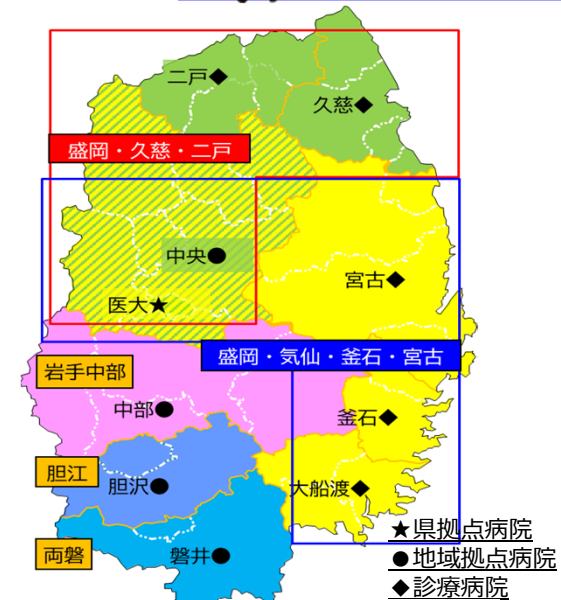 二戸◆
久慈◆
盛岡・久慈・二戸
中央●
宮古◆
医大★
盛岡・気仙・釜石・宮古
岩手中部
中部●
釜石◆
胆江
胆沢●
大船渡◆
両磐
磐井●
★県拠点病院
●地域拠点病院
◆診療病院